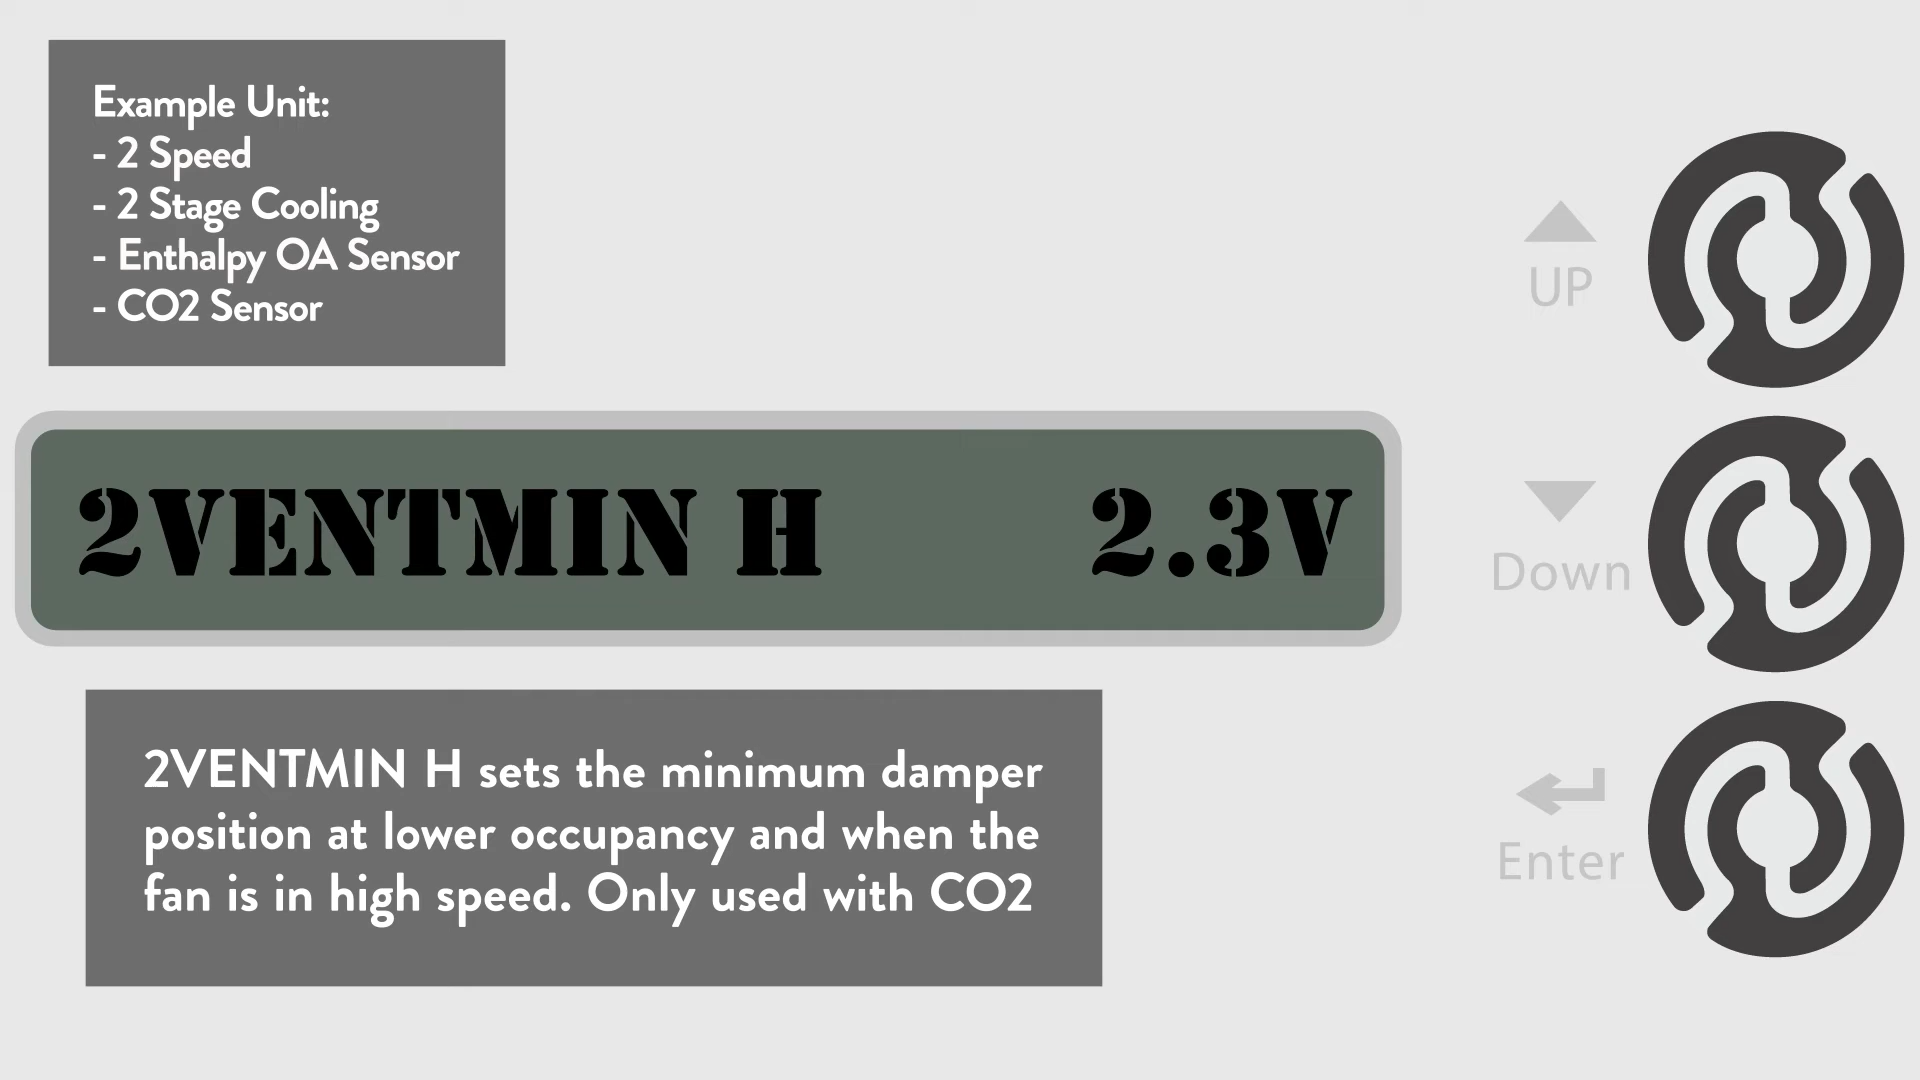 Example Unit:
- 2 Speed
- 2 Stage Cooling
- Enthalpy OA Sensor
- CO2 Sensor
UP
2VENTMIN H 2.3V
Down
2VENTMIN H sets the minimum damper
position at lower occupancy and when the
fan is in high speed. Only used with CO2
Enter